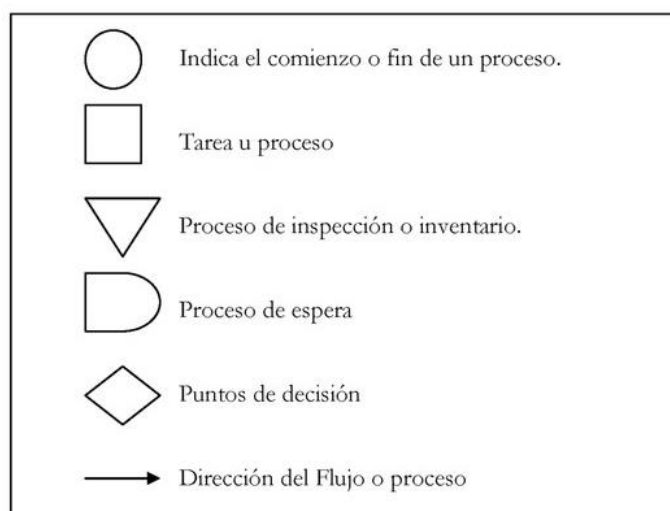 Indica el comienzo o fin de un proceso.
Tarea u proceso
Proceso de inspección o inventario.
Proceso de espera
Puntos de decisión
Dirección del Flujo o proceso